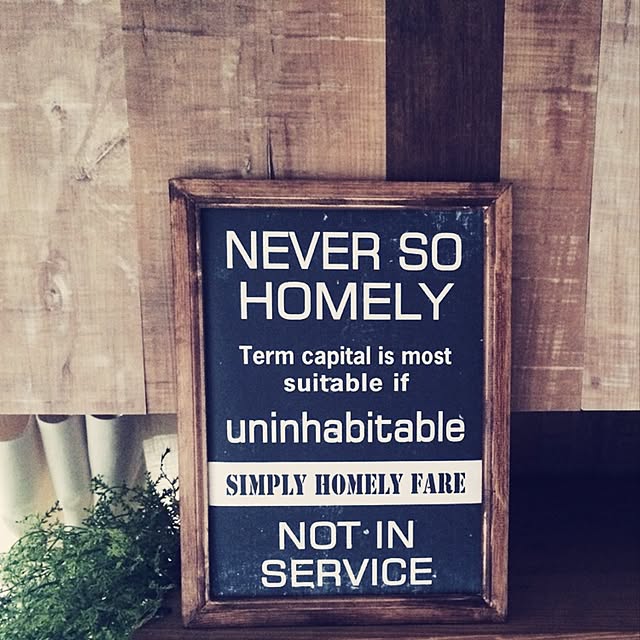 NEVER SO
HOMELY
Term capital is most
suitable if
uninhabitable
SIMPLY HOMELY FARE
NOT IN
SERVICE